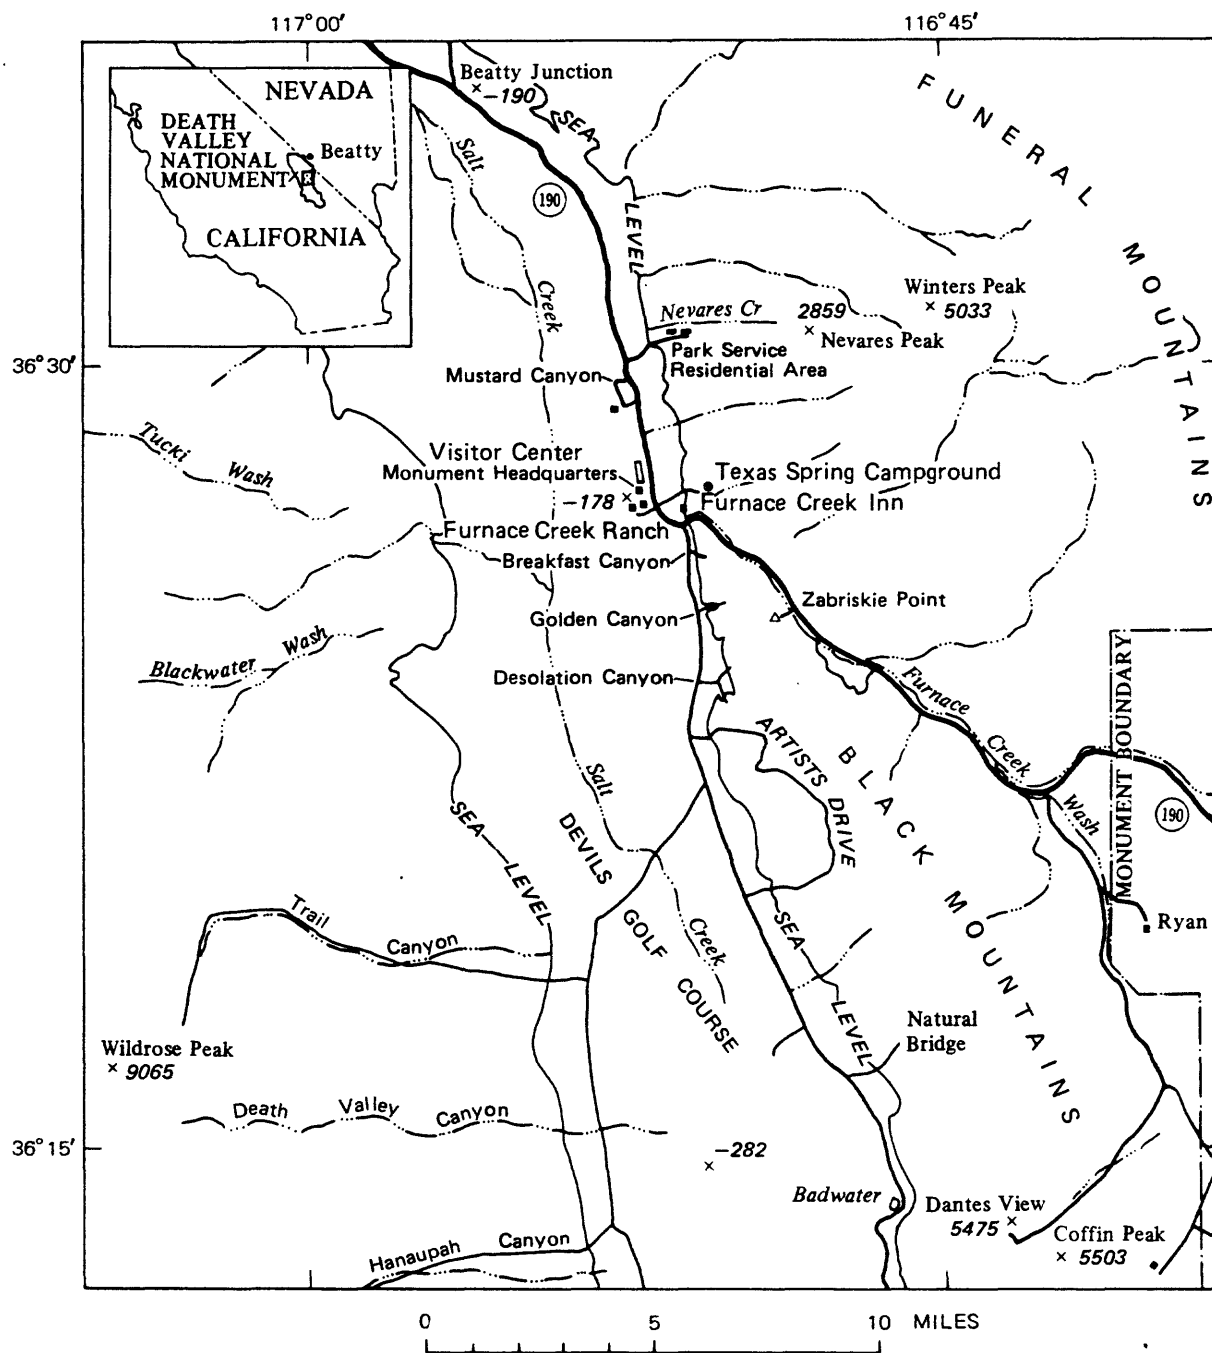 117°00′
116°45′
NEVADA
DEATH
VALLEY
NATIONAL
MONUMENT
Beatty
CALIFORNIA
Beatty Junction
-190
SEA
LEVEL
Salt
Creek
190
FUNERAL MOUNTAINS
Winters Peak
5033
Nevares Cr
2859
Nevares Peak
36°30′
Park Service
Residential Area
Mustard Canyon
Tucki
Wash
Visitor Center
Monument Headquarters
-178
Texas Spring Campground
Furnace Creek Inn
Furnace Creek Ranch
Breakfast Canyon
Zabriskie Point
Golden Canyon
Blackwater
Wash
Desolation Canyon
Furnace
Creek
Wash
MONUMENT BOUNDARY
190
ARTISTS DRIVE
BLACK MOUNTAINS
Salt
Creek
SEA
LEVEL
DEVILS
GOLF
COURSE
SEA
LEVEL
Trail
Canyon
Ryan
Natural
Bridge
Wildrose Peak
9065
Death Valley Canyon
36°15′
-282
Badwater
Dantes View
5475
Coffin Peak
5503
Hanaupah Canyon
0 5 10 MILES